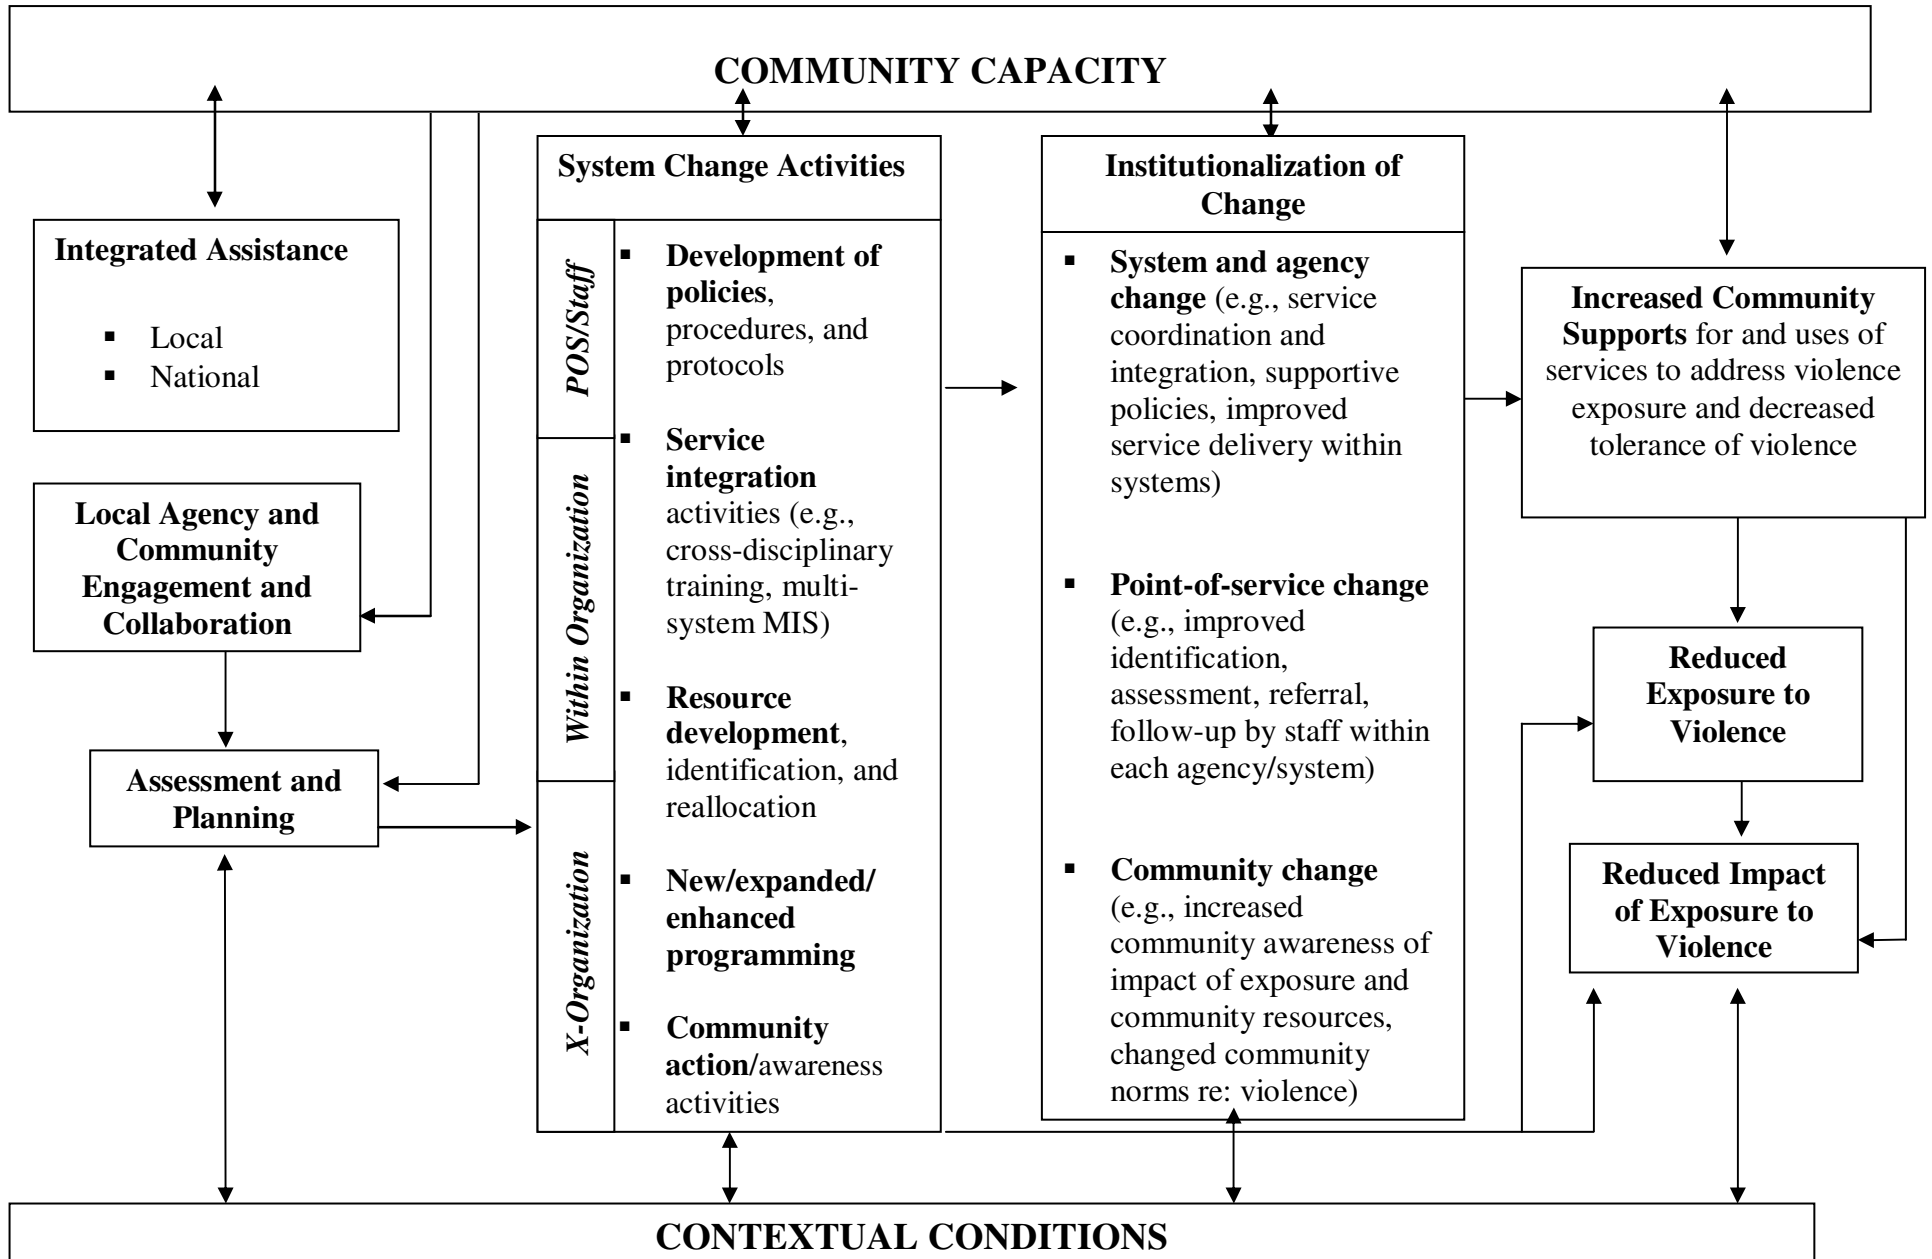 COMMUNITY CAPACITY
Integrated Assistance
▪ Local
▪ National
Local Agency and
Community
Engagement and
Collaboration
Assessment and
Planning
System Change Activities
POS/Staff
Within Organization
X-Organization
▪ Development of
policies,
procedures, and
protocols
▪ Service
integration
activities (e.g.,
cross-disciplinary
training, multi-
system MIS)
▪ Resource
development,
identification, and
reallocation
▪ New/expanded/
enhanced
programming
▪ Community
action/awareness
activities
Institutionalization of
Change
▪ System and agency
change (e.g., service
coordination and
integration, supportive
policies, improved
service delivery within
systems)
▪ Point-of-service change
(e.g., improved
identification,
assessment, referral,
follow-up by staff within
each agency/system)
▪ Community change
(e.g., increased
community awareness of
impact of exposure and
community resources,
changed community
norms re: violence)
Increased Community
Supports for and uses of
services to address violence
exposure and decreased
tolerance of violence
Reduced
Exposure to
Violence
Reduced Impact
of Exposure to
Violence
CONTEXTUAL CONDITIONS